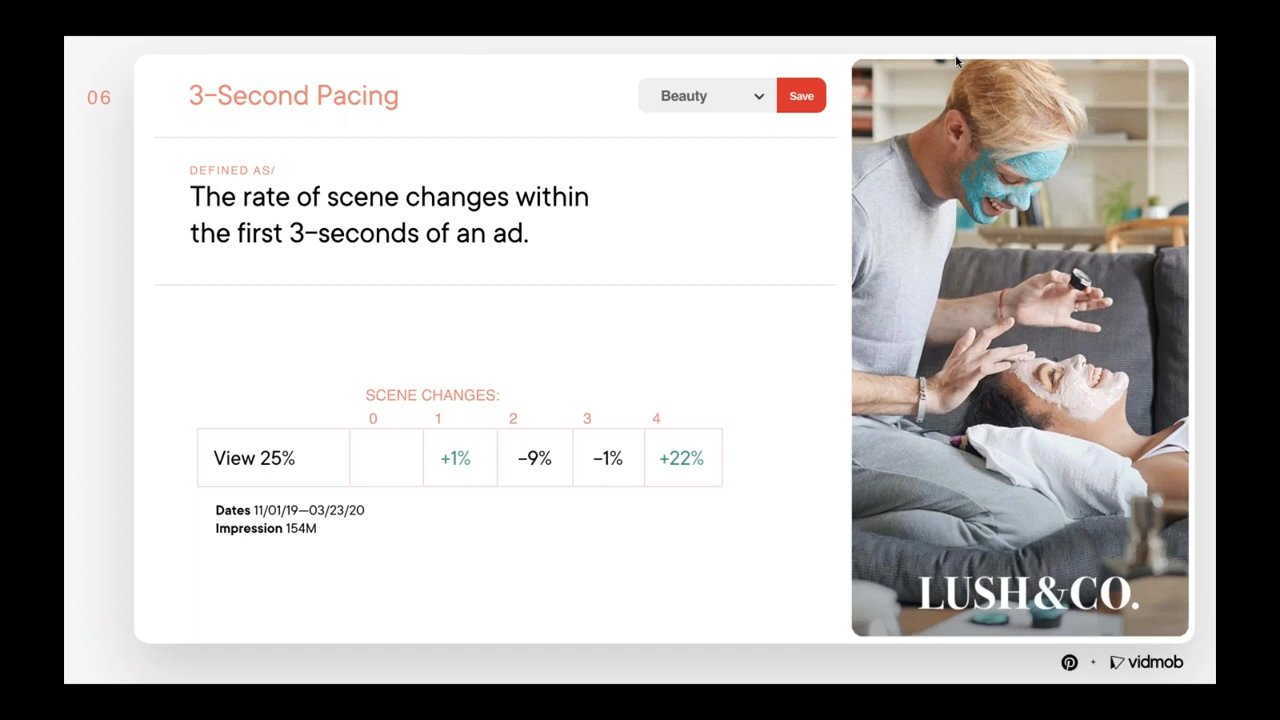 06
3-Second Pacing
Beauty
Save
DEFINED AS/
The rate of scene changes within
the first 3-seconds of an ad.
SCENE CHANGES:
0 1 2 3 4
View 25% +1% -9% -1% +22%
Dates 11/01/19—03/23/20
Impression 154M
LUSH&CO.
+ vidmob